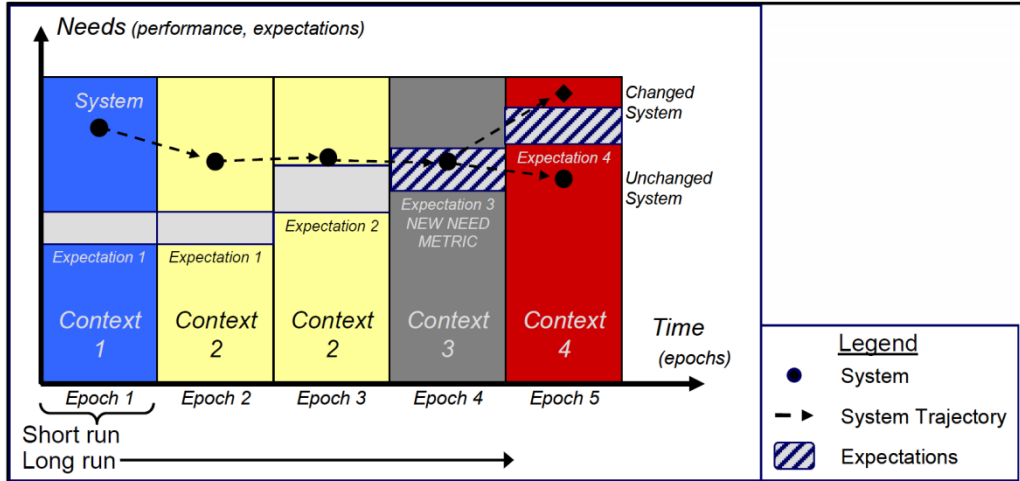 Needs (performance, expectations)
System
Changed
System
Unchanged
System
Expectation 1
Expectation 1
Expectation 2
Expectation 3
NEW NEED
METRIC
Expectation 4
Context
1
Context
2
Context
2
Context
3
Context
4
Time
(epochs)
Epoch 1
Epoch 2
Epoch 3
Epoch 4
Epoch 5
Short run
Long run
Legend
System
System Trajectory
Expectations